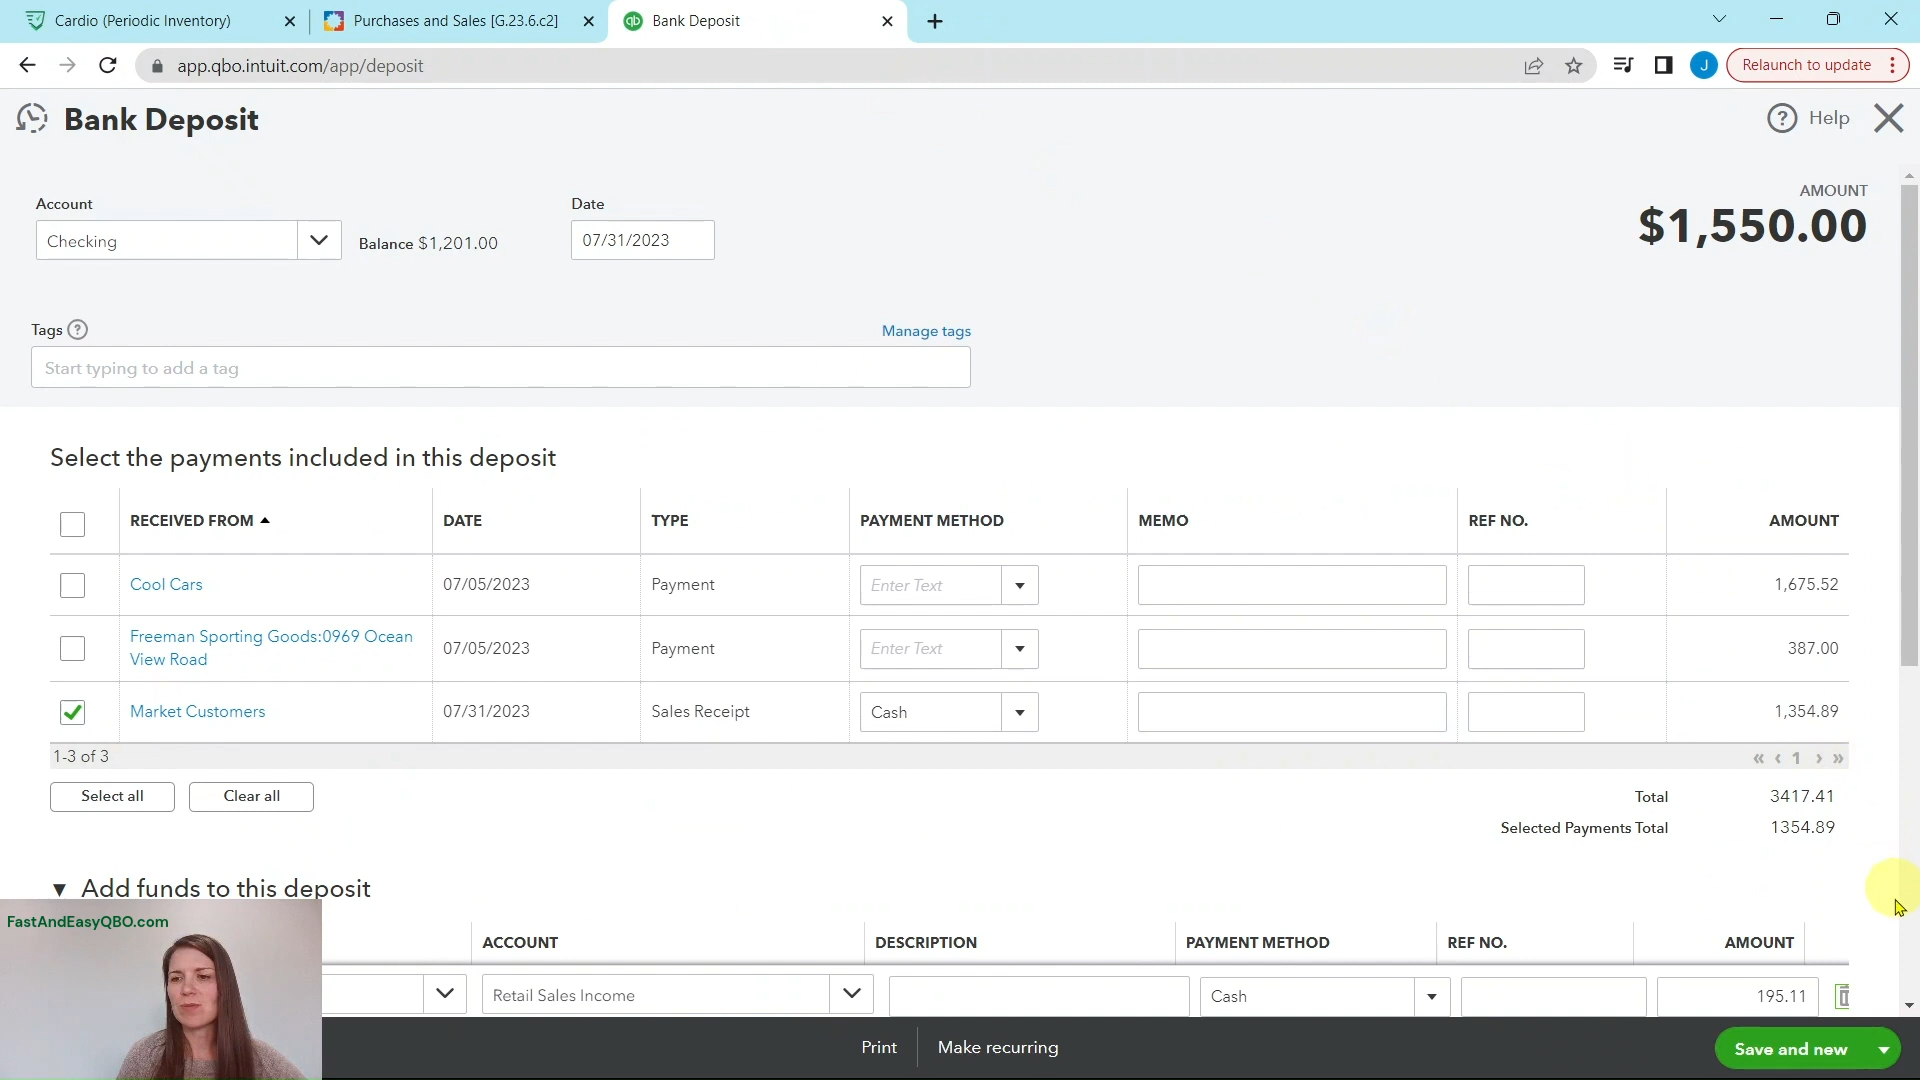 Cardio (Periodic Inventory)
Purchases and Sales [G.23.6.c2]
Bank Deposit
app.qbo.intuit.com/app/deposit
J
Relaunch to update
Bank Deposit
Help
AMOUNT
$1,550.00
Account
Date
Checking
Balance $1,201.00
07/31/2023
Tags
Manage tags
Start typing to add a tag
Select the payments included in this deposit
RECEIVED FROM DATE TYPE PAYMENT METHOD MEMO REF NO. AMOUNT
Cool Cars 07/05/2023 Payment Enter Text 1,675.52
Freeman Sporting Goods:0969 Ocean
View Road 07/05/2023 Payment Enter Text 387.00
Market Customers 07/31/2023 Sales Receipt Cash 1,354.89
1-3 of 3
« ‹ 1 › »
Select all
Clear all
Total 3417.41
Selected Payments Total 1354.89
Add funds to this deposit
FastAndEasyQBO.com
ACCOUNT DESCRIPTION PAYMENT METHOD REF NO. AMOUNT
Retail Sales Income Cash 195.11
Print
Make recurring
Save and new